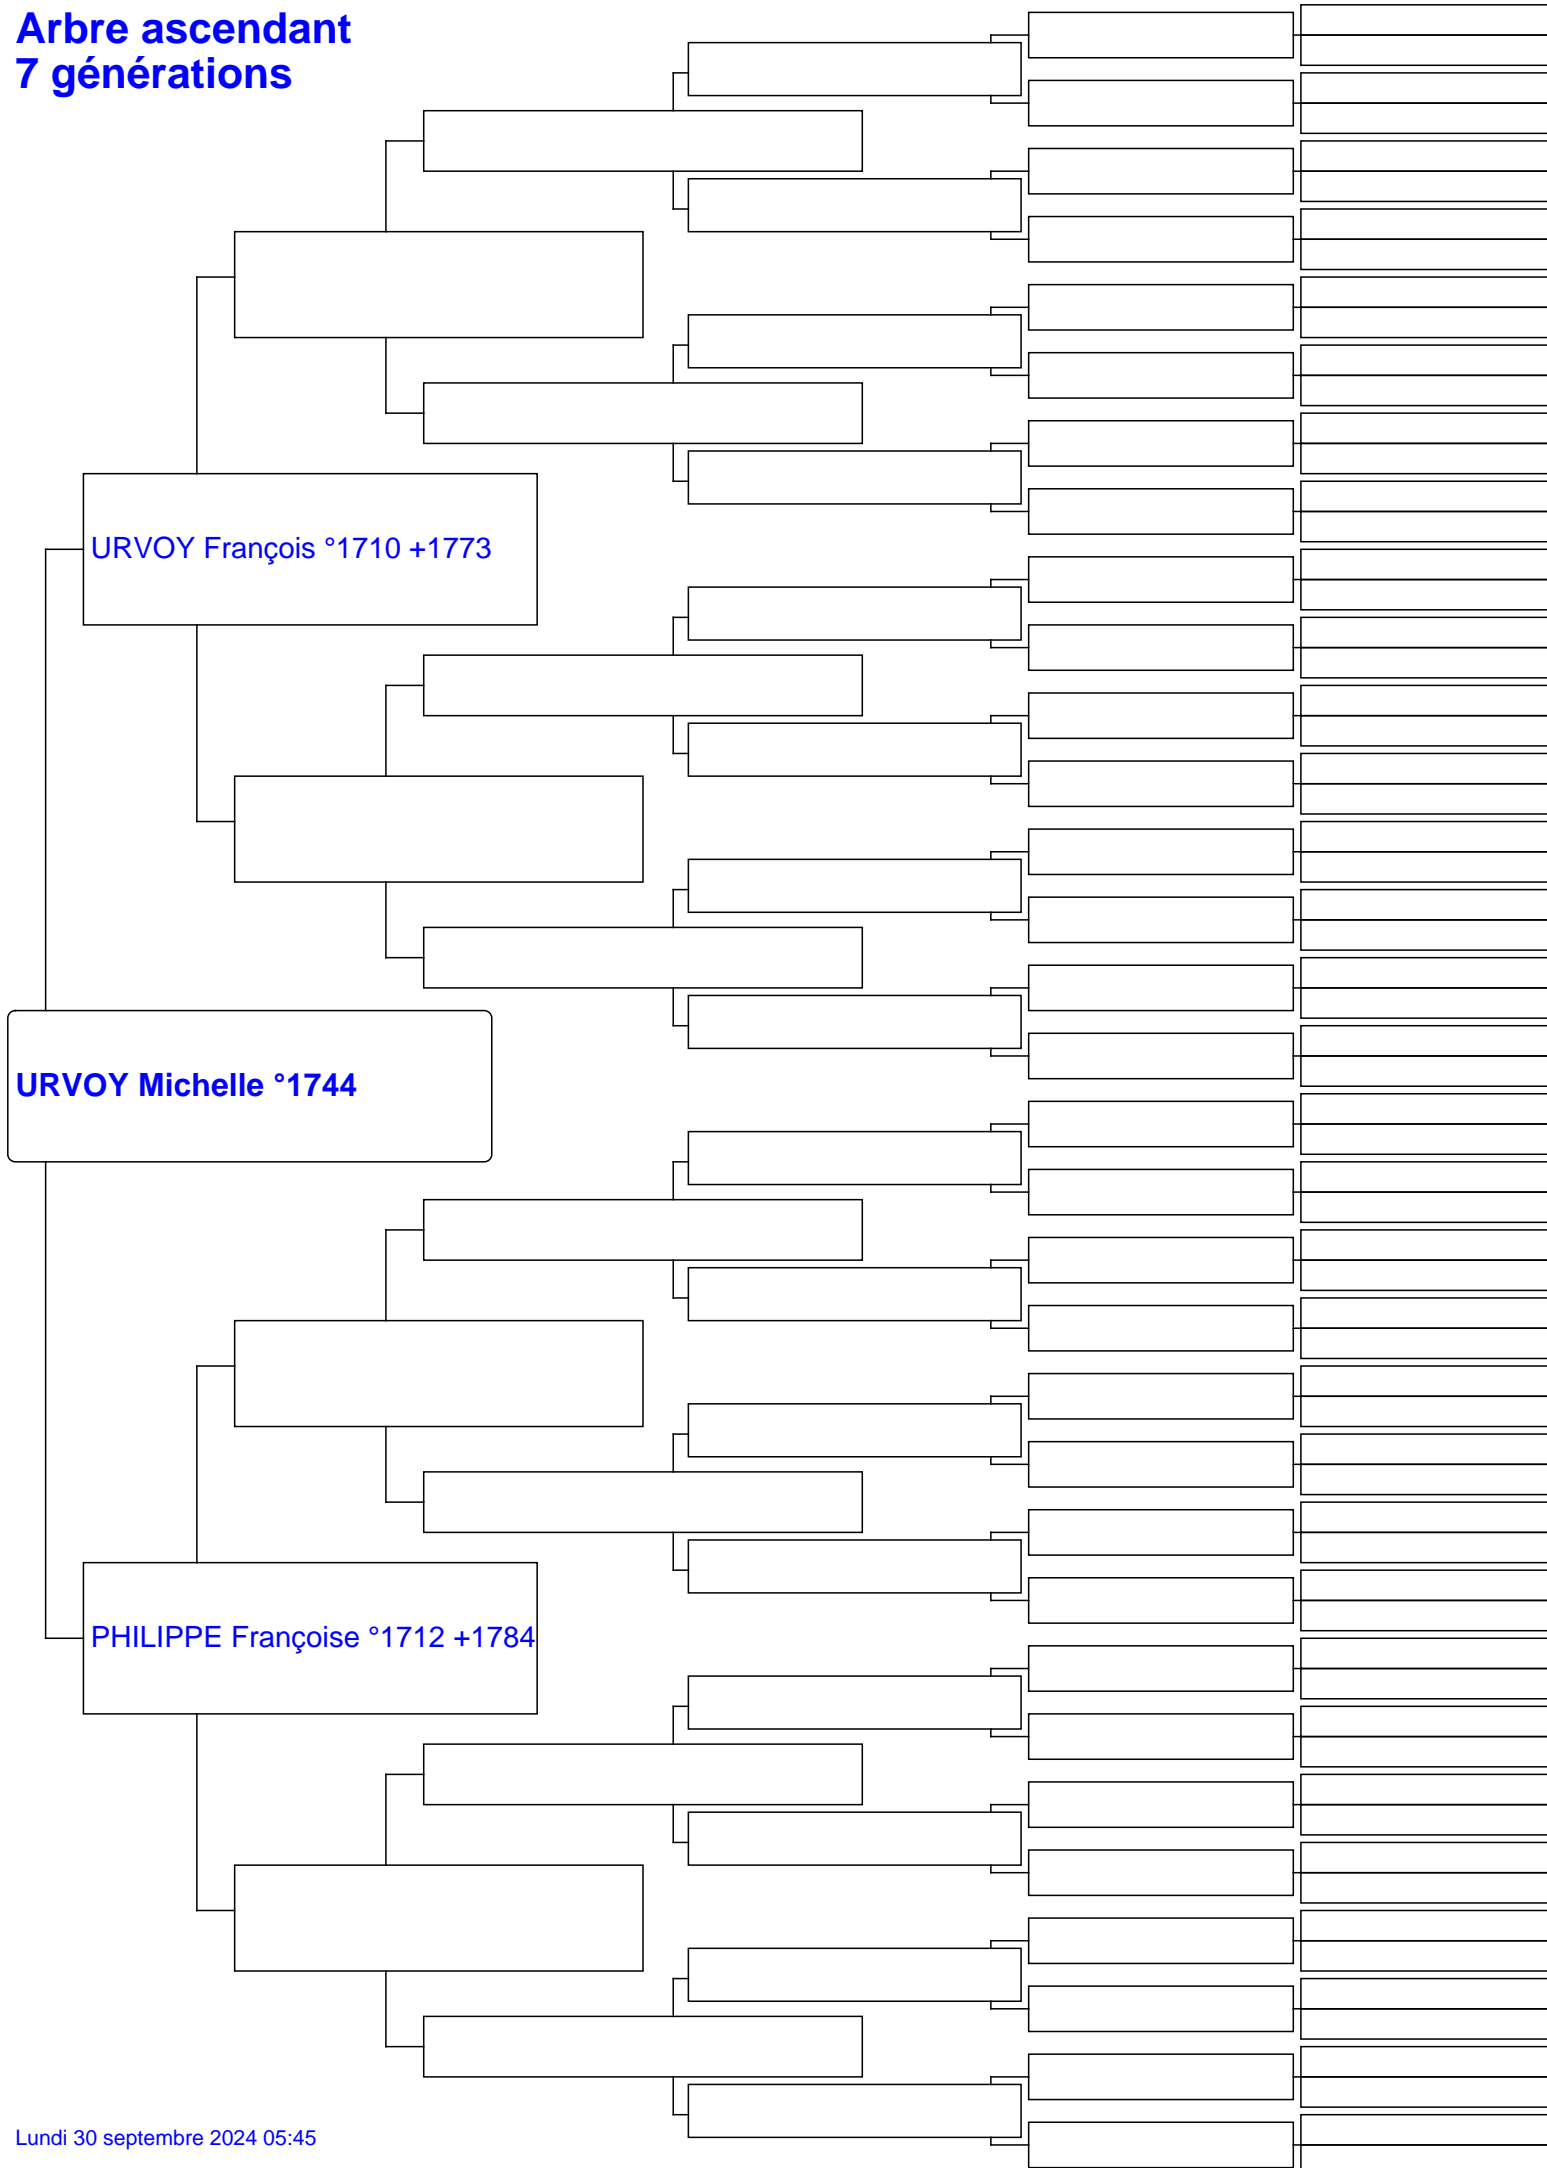 Arbre ascendant
7 générations
URVOY François °1710 +1773
URVOY Michelle °1744
PHILIPPE Françoise °1712 +1784
Lundi 30 septembre 2024 05:45